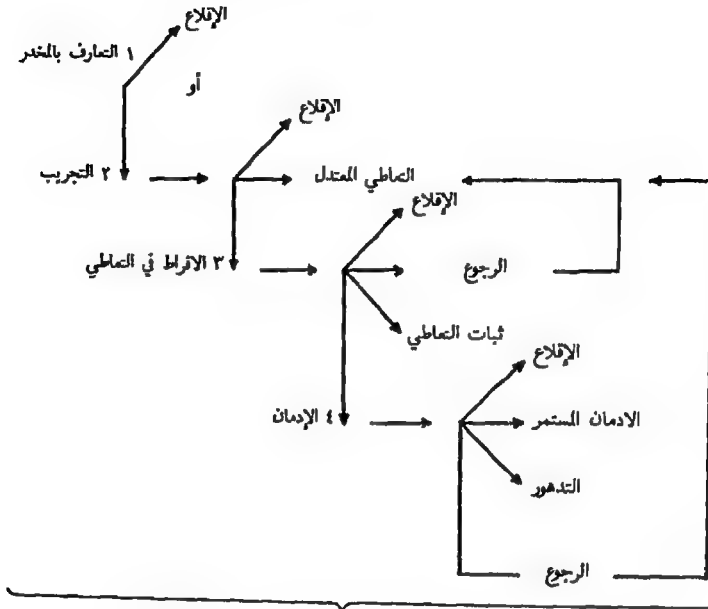 الإقلاع
١ التعارف بالمخدر
أو
الإقلاع
٢ التجريب
التعاطي المعتدل
الإقلاع
٣ الافراط في التعاطي
الرجوع
ثبات التعاطي
الإقلاع
٤ الإدمان
الادمان المستمر
التدهور
الرجوع